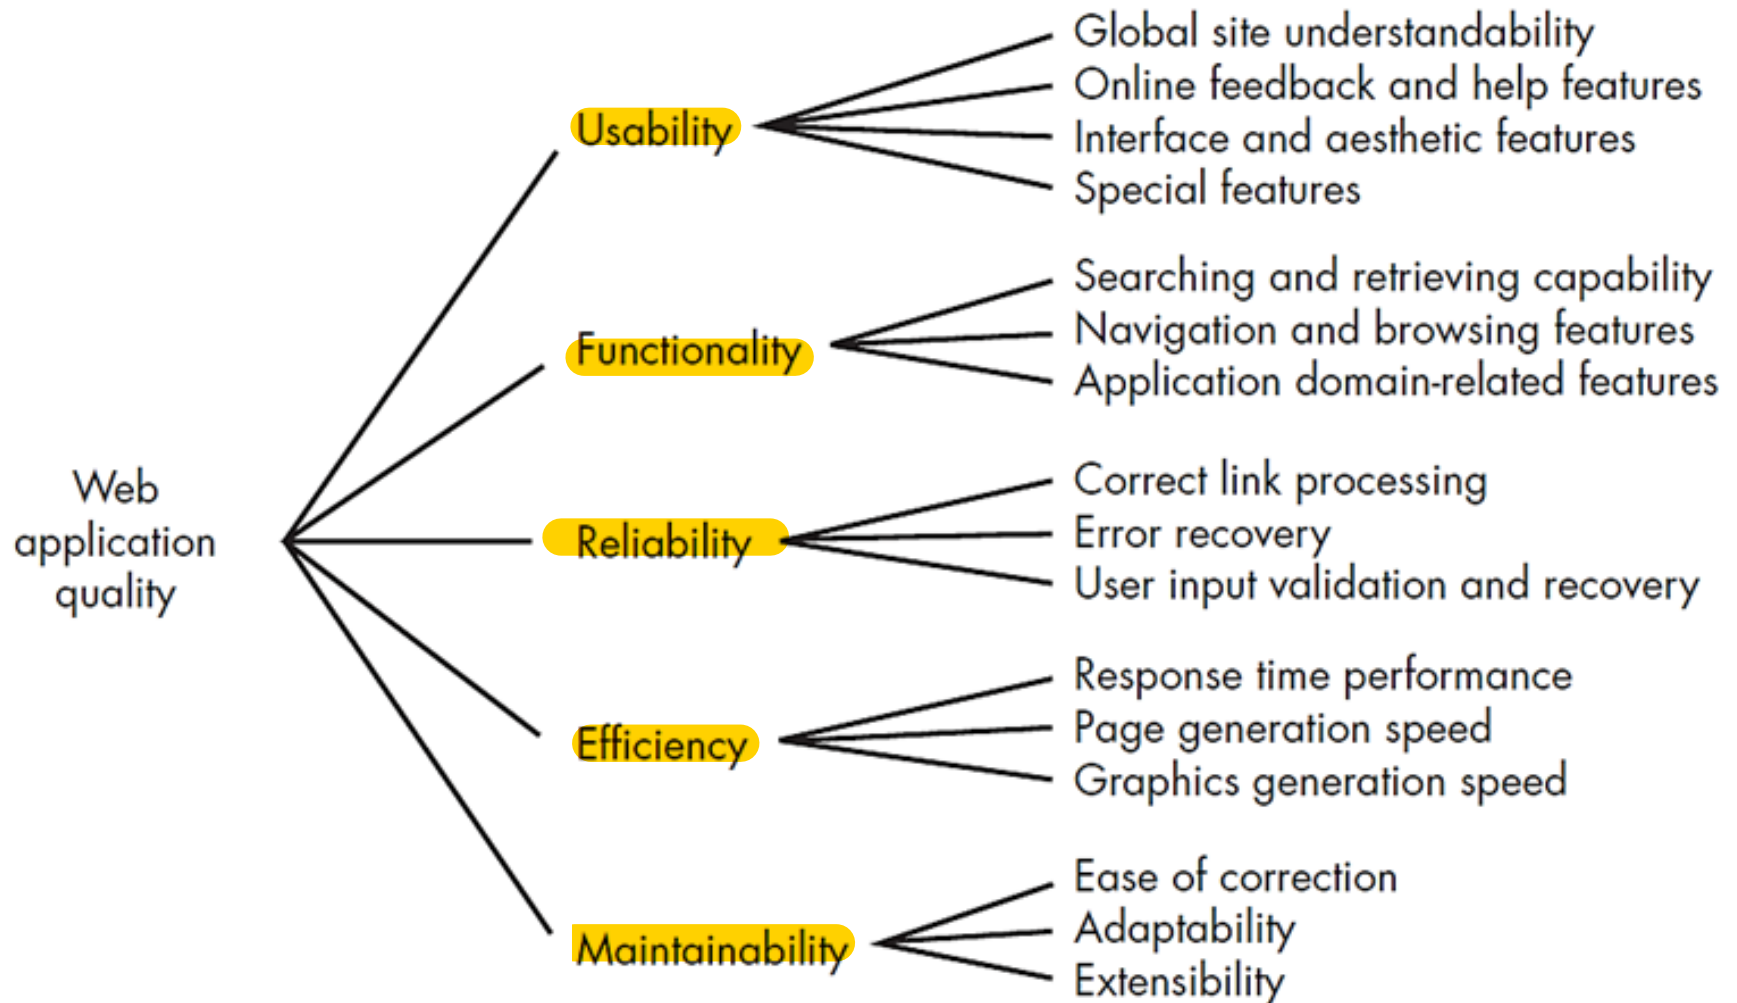 Web
application
quality
Usability
Global site understandability
Online feedback and help features
Interface and aesthetic features
Special features
Functionality
Searching and retrieving capability
Navigation and browsing features
Application domain-related features
Reliability
Correct link processing
Error recovery
User input validation and recovery
Efficiency
Response time performance
Page generation speed
Graphics generation speed
Maintainability
Ease of correction
Adaptability
Extensibility